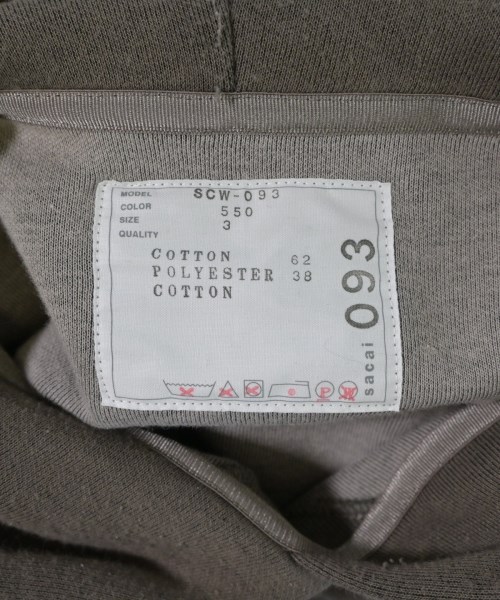 MODEL SCW-093
COLOR 550
SIZE 3
QUALITY
COTTON 62
POLYESTER 38
COTTON
sacai 093
P
W